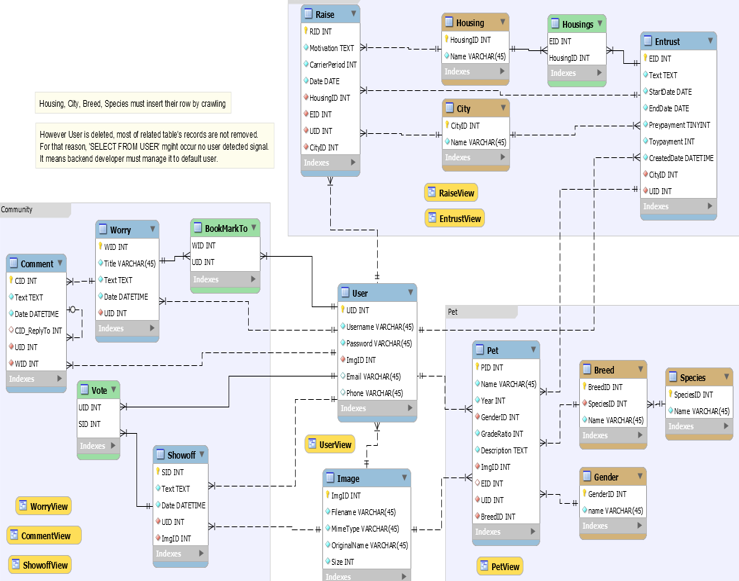 Raise
RID INT
Motivation TEXT
CarrierPeriod INT
Date DATE
HousingID INT
EID INT
UID INT
CityID INT
Indexes
Housing
HousingID INT
Name VARCHAR(45)
Indexes
Housings
EID INT
HousingID INT
Indexes
Entrust
EID INT
Text TEXT
StartDate DATE
EndDate DATE
Preypayment TINYINT
Toypayment INT
CreatedDate DATETIME
CityID INT
UID INT
Indexes
City
CityID INT
Name VARCHAR(45)
Indexes
RaiseView
EntrustView
Housing, City, Breed, Species must insert their row by crawling
However User is deleted, most of related table's records are not removed.
For that reason, 'SELECT FROM USER' mgiht occur no user detected signal.
It means backend developer must manage it to default user.
Community
Worry
WID INT
Title VARCHAR(45)
Text TEXT
Date DATETIME
UID INT
Indexes
BookMarkTo
WID INT
UID INT
Indexes
Comment
CID INT
Text TEXT
Date DATETIME
CID_ReplyTo INT
UID INT
WID INT
Indexes
Vote
UID INT
SID INT
Indexes
Showoff
SID INT
Text TEXT
Date DATETIME
UID INT
ImgID INT
Indexes
WorryView
CommentView
ShowoffView
User
UID INT
Username VARCHAR(45)
Password VARCHAR(45)
ImgID INT
Email VARCHAR(45)
Phone VARCHAR(45)
Indexes
UserView
Image
ImgID INT
Filename VARCHAR(45)
MimeType VARCHAR(45)
OriginalName VARCHAR(45)
Size INT
Indexes
Pet
Pet
PID INT
Name VARCHAR(45)
Year INT
GenderID INT
GradeRatio INT
Description TEXT
ImgID INT
EID INT
UID INT
BreedID INT
Indexes
Breed
BreedID INT
SpeciesID INT
Name VARCHAR(45)
Indexes
Species
SpeciesID INT
Name VARCHAR(45)
Indexes
Gender
GenderID INT
name VARCHAR(45)
Indexes
PetView